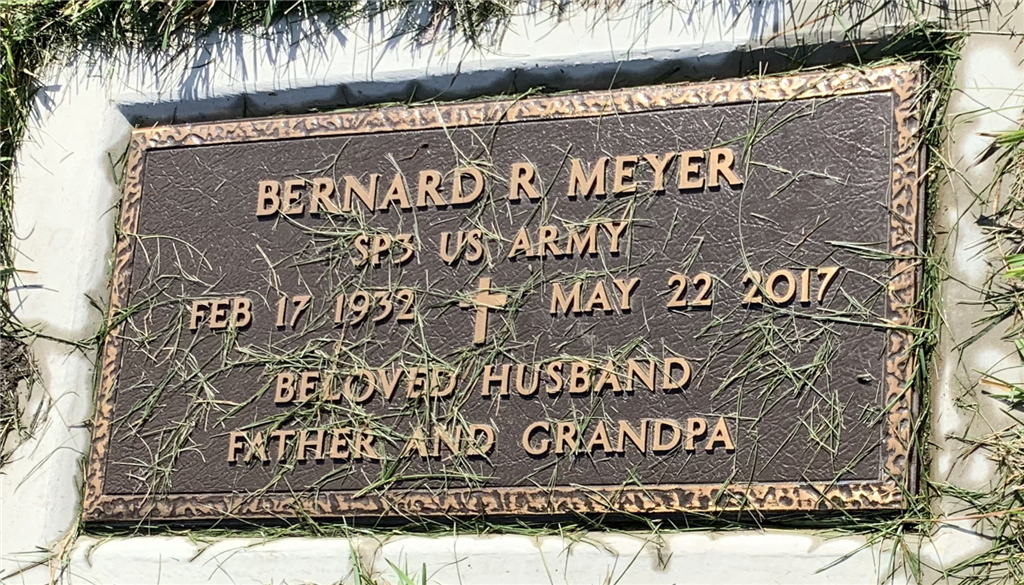 BERNARD R MEYER
SP3 US ARMY
FEB 17 1932 MAY 22 2017
BELOVED HUSBAND
FATHER AND GRANDPA